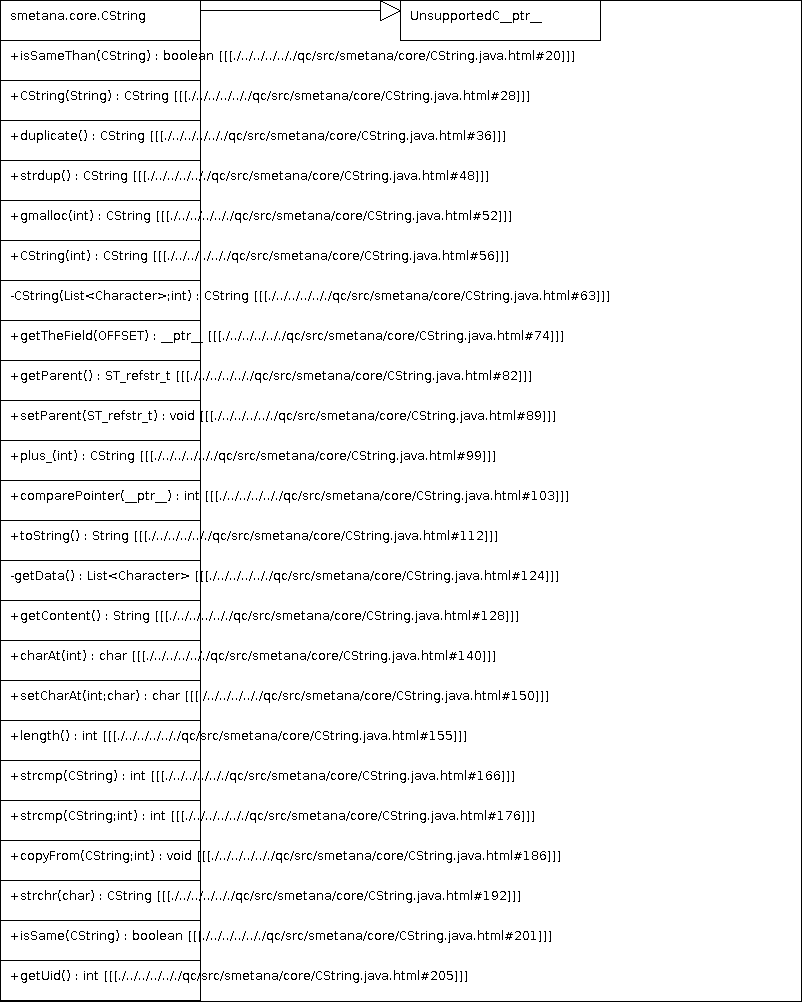 smetana.core.CString
UnsupportedC__ptr__
+isSameThan(CString) : boolean [[[./../../../../../qc/src/smetana/core/CString.java.html#20]]]
+CString(String) : CString [[[./../../../../../qc/src/smetana/core/CString.java.html#28]]]
+duplicate() : CString [[[./../../../../../qc/src/smetana/core/CString.java.html#36]]]
+strdup() : CString [[[./../../../../../qc/src/smetana/core/CString.java.html#48]]]
+gmalloc(int) : CString [[[./../../../../../qc/src/smetana/core/CString.java.html#52]]]
+CString(int) : CString [[[./../../../../../qc/src/smetana/core/CString.java.html#56]]]
-CString(List<Character>;int) : CString [[[./../../../../../qc/src/smetana/core/CString.java.html#63]]]
+getTheField(OFFSET) : __ptr__ [[[./../../../../../qc/src/smetana/core/CString.java.html#74]]]
+getParent() : ST_refstr_t [[[./../../../../../qc/src/smetana/core/CString.java.html#82]]]
+setParent(ST_refstr_t) : void [[[./../../../../../qc/src/smetana/core/CString.java.html#89]]]
+plus_(int) : CString [[[./../../../../../qc/src/smetana/core/CString.java.html#99]]]
+comparePointer(__ptr__) : int [[[./../../../../../qc/src/smetana/core/CString.java.html#103]]]
+toString() : String [[[./../../../../../qc/src/smetana/core/CString.java.html#112]]]
-getData() : List<Character> [[[./../../../../../qc/src/smetana/core/CString.java.html#124]]]
+getContent() : String [[[./../../../../../qc/src/smetana/core/CString.java.html#128]]]
+charAt(int) : char [[[./../../../../../qc/src/smetana/core/CString.java.html#140]]]
+setCharAt(int;char) : char [[[./../../../../../qc/src/smetana/core/CString.java.html#150]]]
+length() : int [[[./../../../../../qc/src/smetana/core/CString.java.html#155]]]
+strcmp(CString) : int [[[./../../../../../qc/src/smetana/core/CString.java.html#166]]]
+strcmp(CString;int) : int [[[./../../../../../qc/src/smetana/core/CString.java.html#176]]]
+copyFrom(CString;int) : void [[[./../../../../../qc/src/smetana/core/CString.java.html#186]]]
+strchr(char) : CString [[[./../../../../../qc/src/smetana/core/CString.java.html#192]]]
+isSame(CString) : boolean [[[./../../../../../qc/src/smetana/core/CString.java.html#201]]]
+getUid() : int [[[./../../../../../qc/src/smetana/core/CString.java.html#205]]]